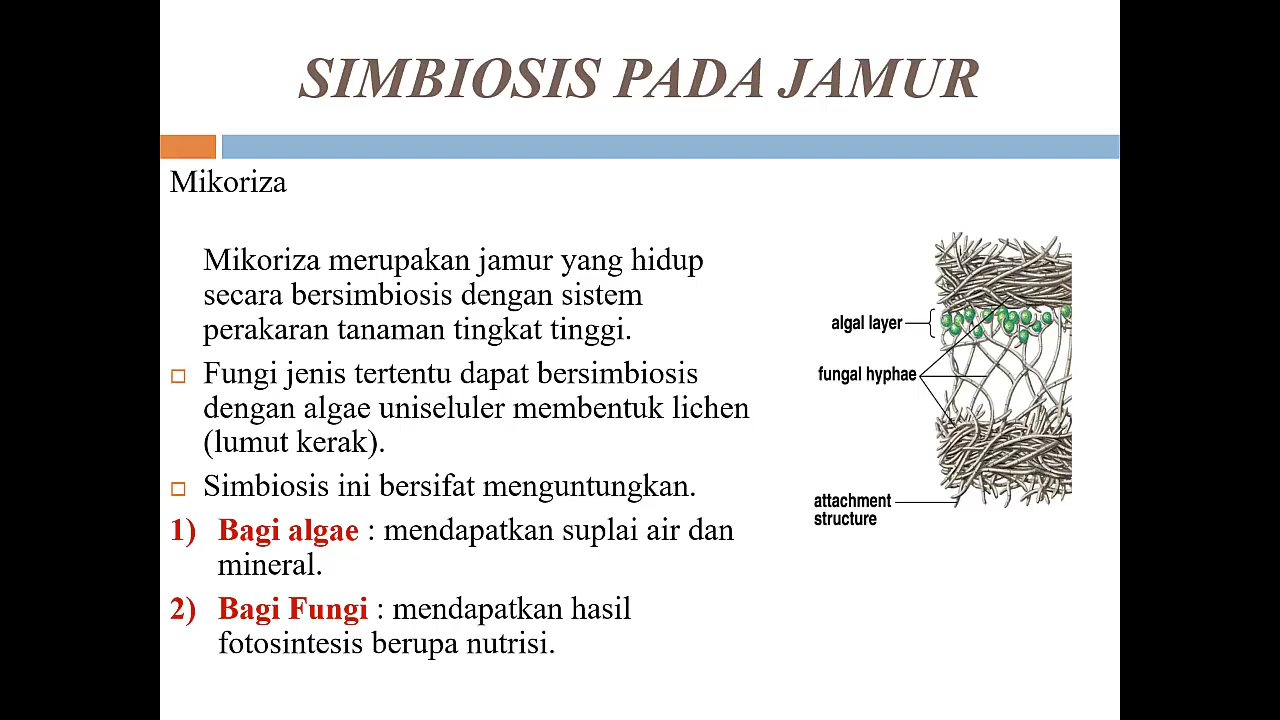 SIMBIOSIS PADA JAMUR
Mikoriza
Mikoriza merupakan jamur yang hidup
secara bersimbiosis dengan sistem
perakaran tanaman tingkat tinggi.
Fungi jenis tertentu dapat bersimbiosis
dengan algae uniseluler membentuk lichen
(lumut kerak).
Simbiosis ini bersifat menguntungkan.
1) Bagi algae : mendapatkan suplai air dan
mineral.
2) Bagi Fungi : mendapatkan hasil
fotosintesis berupa nutrisi.
algal layer
fungal hyphae
attachment
structure